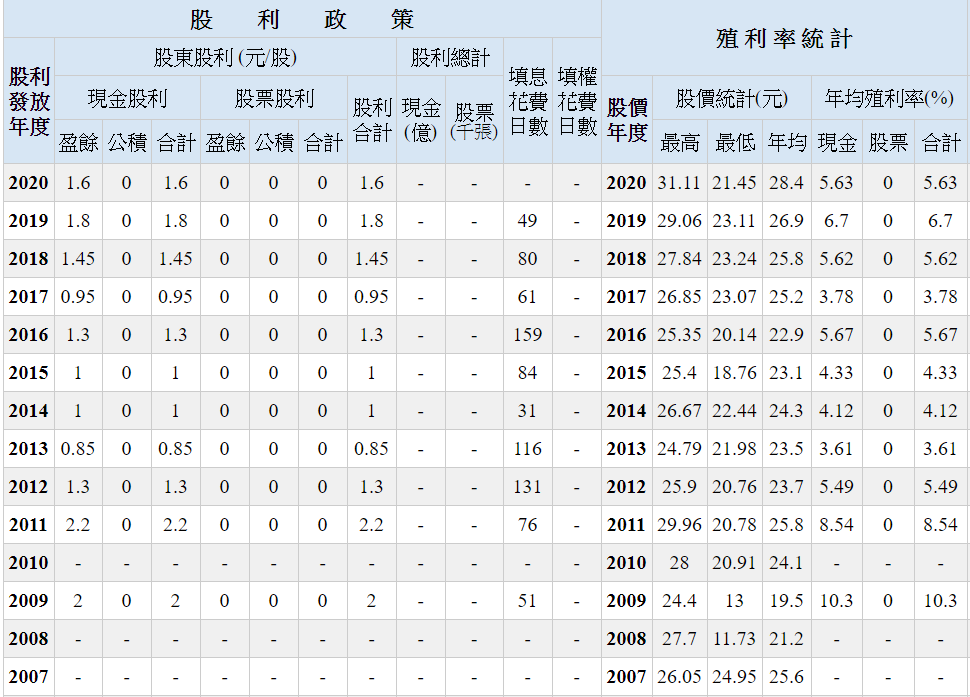 股 利 政 策
殖 利 率 統 計
股利發放年度
股東股利 (元/股)
股利總計
填息花費日數
填權花費日數
股價年度
股價統計(元)
年均殖利率(%)
現金股利
股票股利
股利合計
現金(億)
股票(千張)
盈餘 公積 合計 盈餘 公積 合計
最高 最低 年均 現金 股票 合計
2020 1.6 0 1.6 0 0 0 1.6 - - - - 2020 31.11 21.45 28.4 5.63 0 5.63
2019 1.8 0 1.8 0 0 0 1.8 - - 49 - 2019 29.06 23.11 26.9 6.7 0 6.7
2018 1.45 0 1.45 0 0 0 1.45 - - 80 - 2018 27.84 23.24 25.8 5.62 0 5.62
2017 0.95 0 0.95 0 0 0 0.95 - - 61 - 2017 26.85 23.07 25.2 3.78 0 3.78
2016 1.3 0 1.3 0 0 0 1.3 - - 159 - 2016 25.35 20.14 22.9 5.67 0 5.67
2015 1 0 1 0 0 0 1 - - 84 - 2015 25.4 18.76 23.1 4.33 0 4.33
2014 1 0 1 0 0 0 1 - - 31 - 2014 26.67 22.44 24.3 4.12 0 4.12
2013 0.85 0 0.85 0 0 0 0.85 - - 116 - 2013 24.79 21.98 23.5 3.61 0 3.61
2012 1.3 0 1.3 0 0 0 1.3 - - 131 - 2012 25.9 20.76 23.7 5.49 0 5.49
2011 2.2 0 2.2 0 0 0 2.2 - - 76 - 2011 29.96 20.78 25.8 8.54 0 8.54
2010 - - - - - - - - - - - 2010 28 20.91 24.1 - - -
2009 2 0 2 0 0 0 2 - - 51 - 2009 24.4 13 19.5 10.3 0 10.3
2008 - - - - - - - - - - - 2008 27.7 11.73 21.2 - - -
2007 - - - - - - - - - - - 2007 26.05 24.95 25.6 - - -